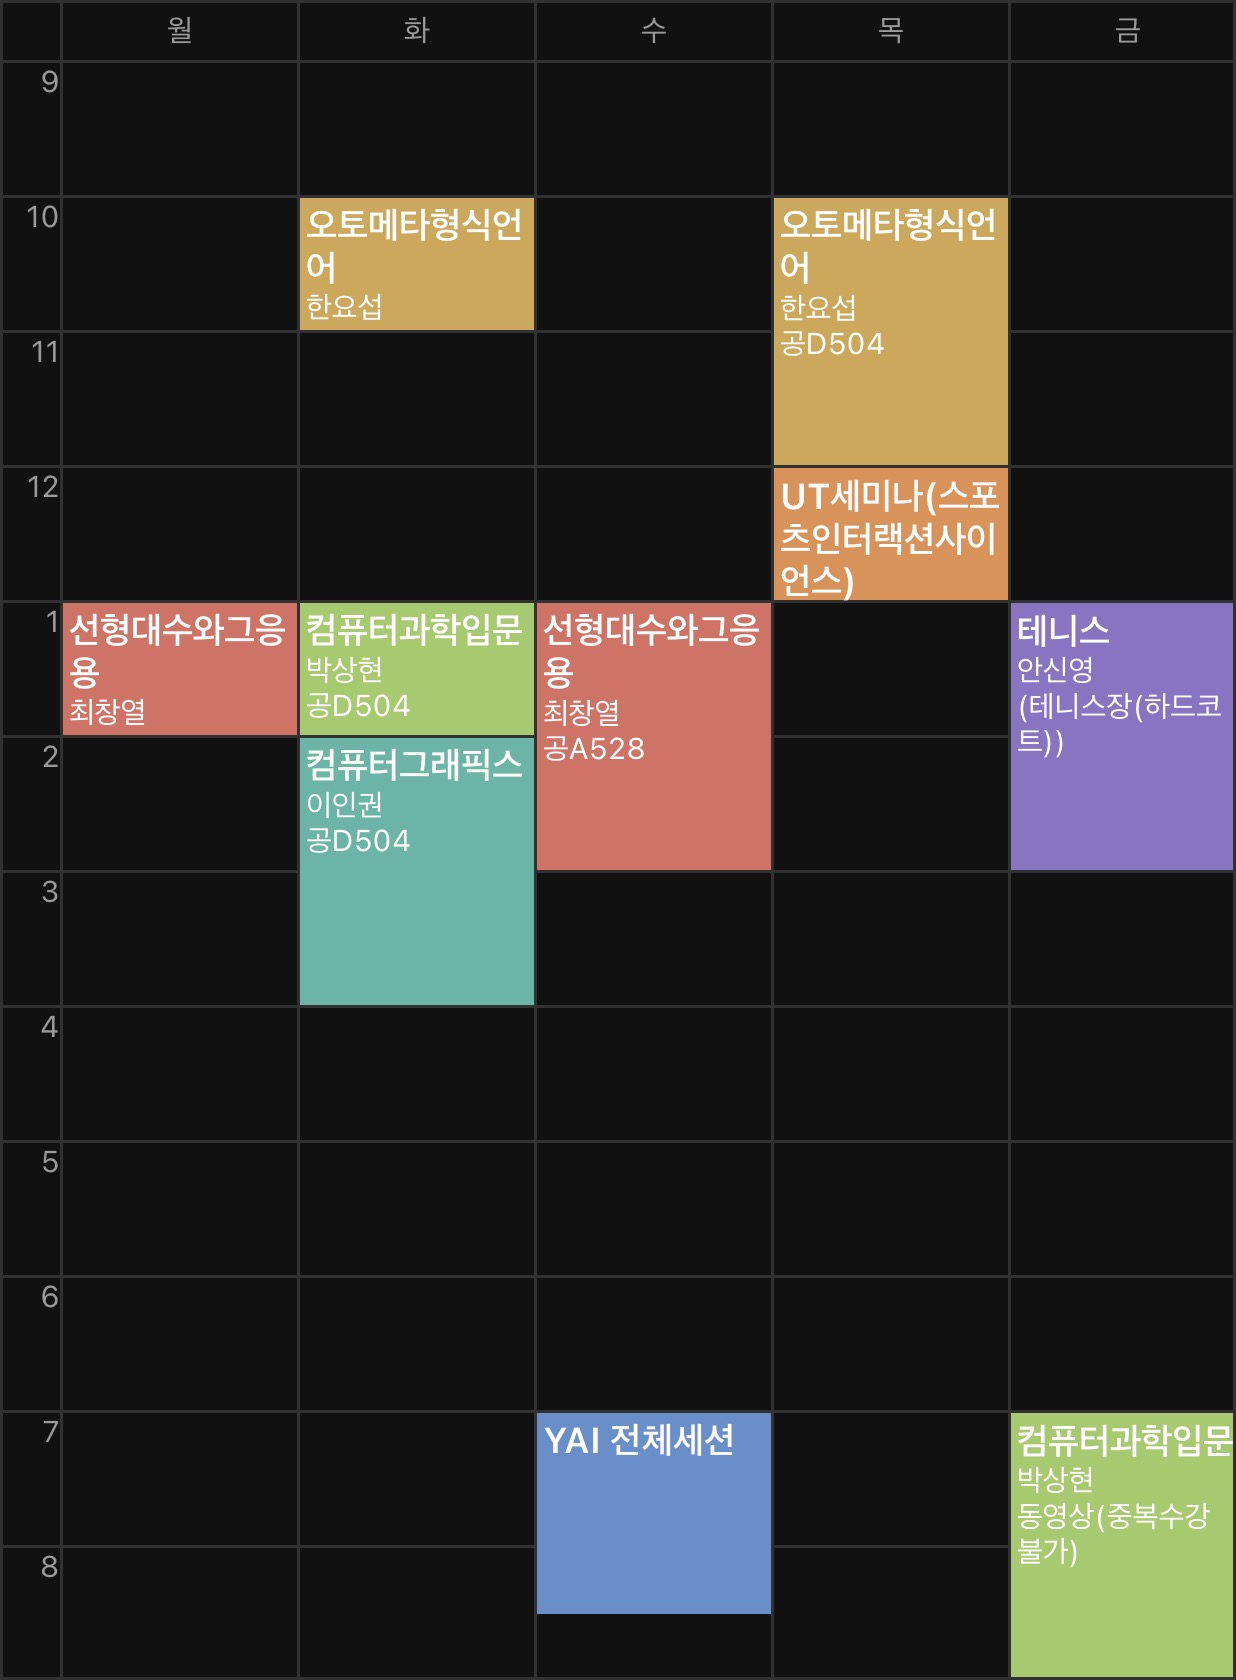 월 화 수 목 금
9
10
오토메타형식언
어
한요섭
오토메타형식언
어
한요섭
공D504
11
12
UT세미나(스포
츠인터랙션사이
언스)
1
선형대수와그응
용
최창열
컴퓨터과학입문
박상현
공D504
선형대수와그응
용
최창열
공A528
테니스
안신영
(테니스장(하드코
트))
2
컴퓨터그래픽스
이인권
공D504
3
4
5
6
7
YAI 전체세션
컴퓨터과학입문
박상현
동영상(중복수강
불가)
8